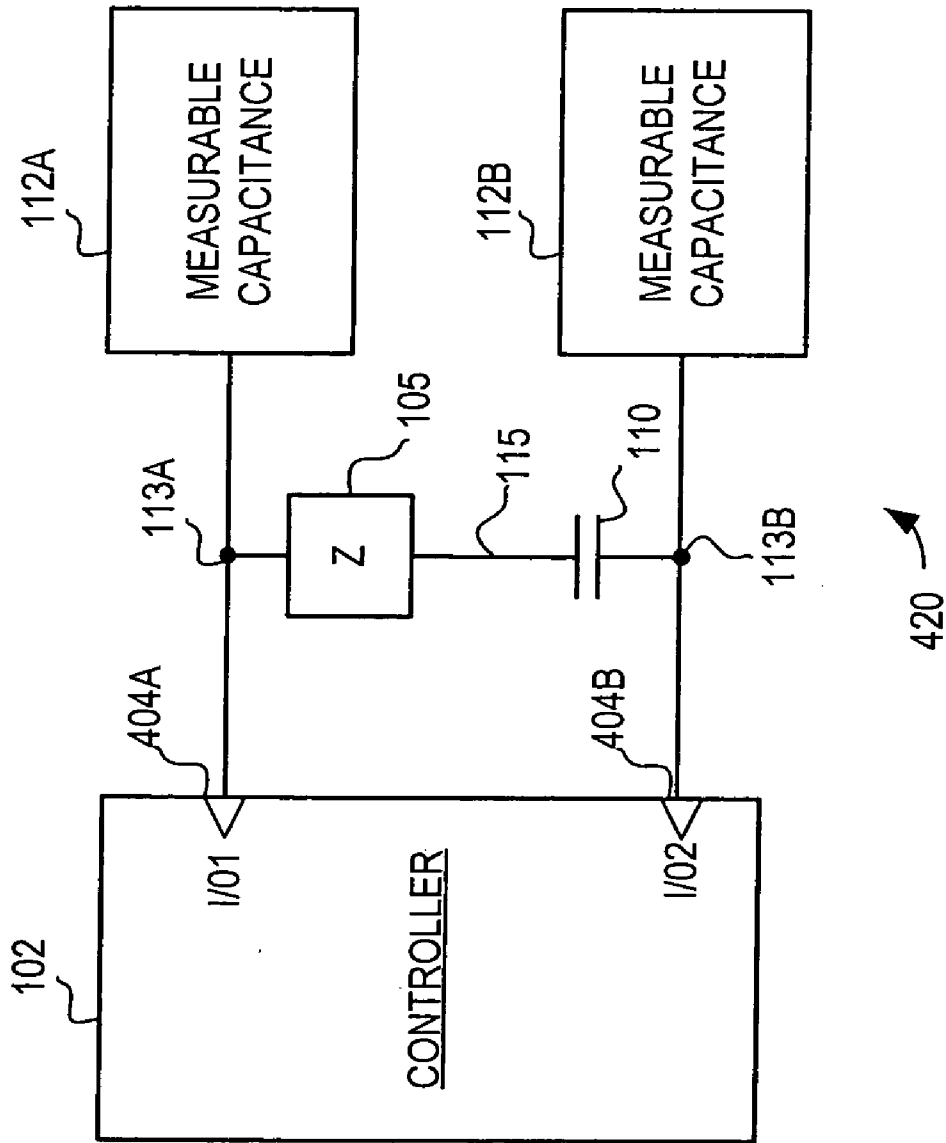 102
CONTROLLER
I/01
404A
I/02
404B
113A
Z
105
115
110
113B
112A
MEASURABLE
CAPACITANCE
112B
MEASURABLE
CAPACITANCE
420